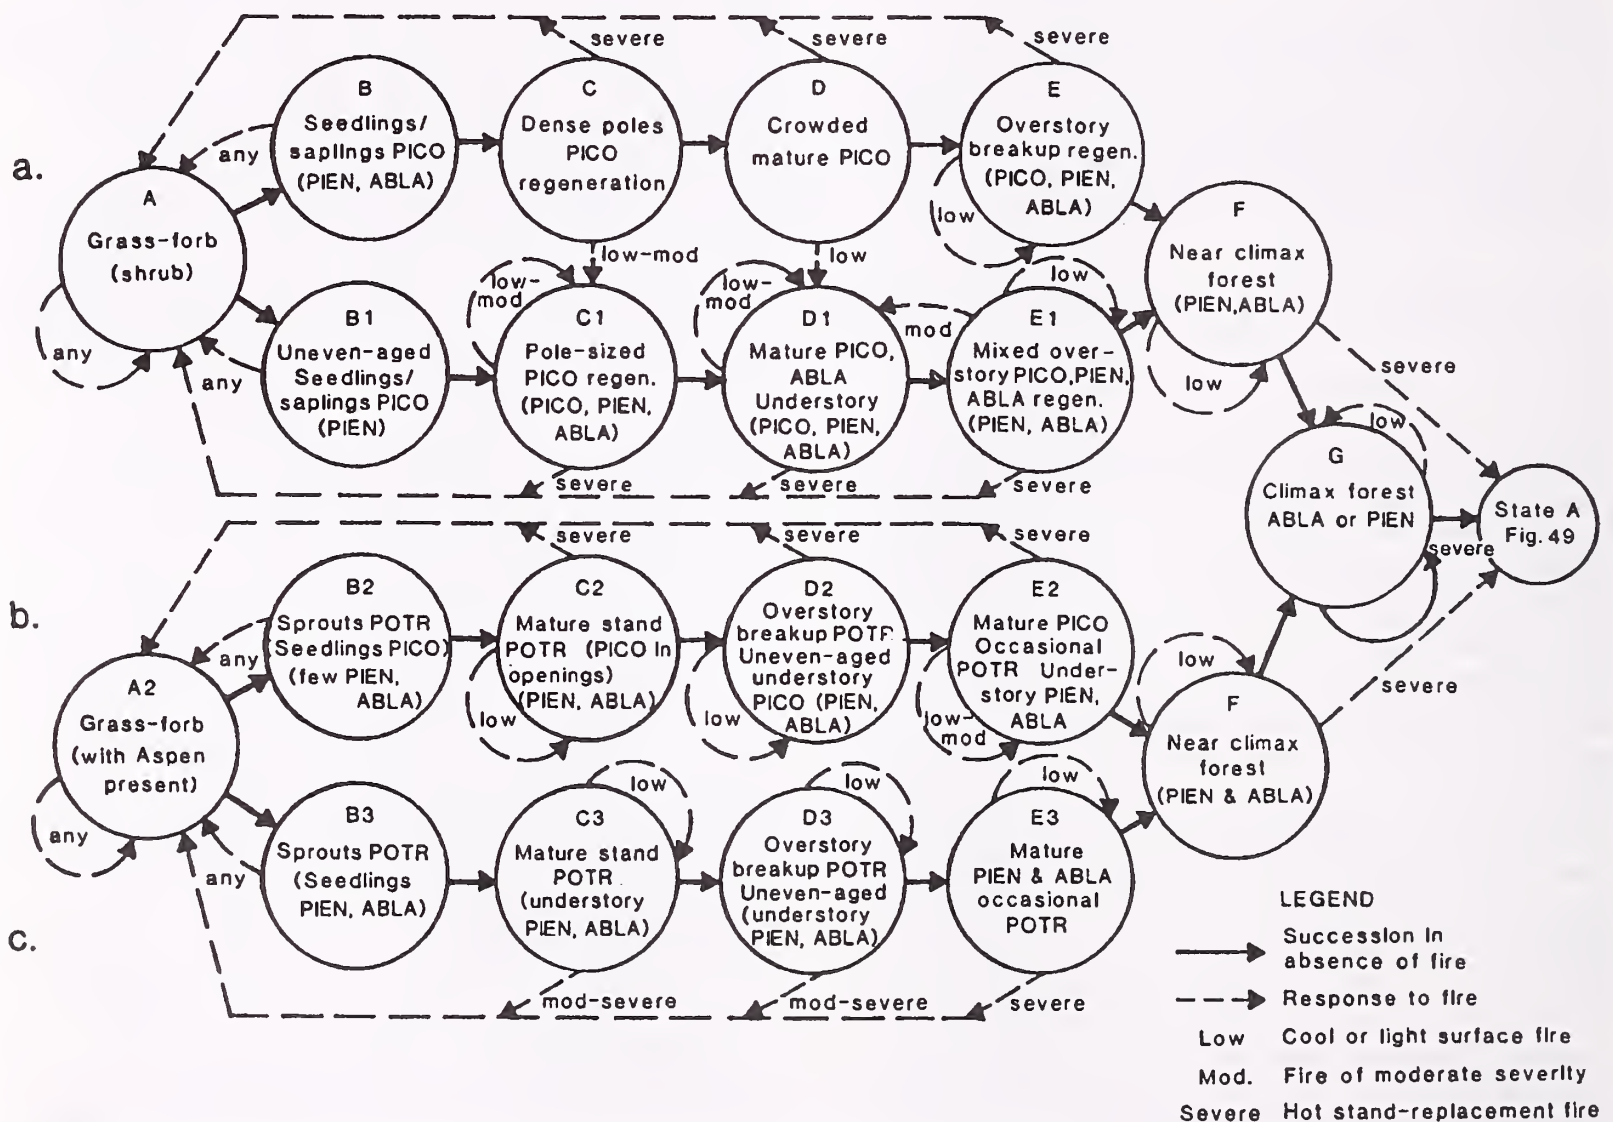 a.
severe
severe
severe
A
Grass-forb
(shrub)
any
B
Seedlings/
saplings PICO
(PIEN, ABLA)
any
C
Dense poles
PICO
regeneration
low-mod
D
Crowded
mature PICO
low
E
Overstory
breakup regen.
(PICO, PIEN,
ABLA)
low
F
Near climax
forest
(PIEN,ABLA)
low
severe
B1
Uneven-aged
Seedlings/
saplings PICO
(PIEN)
any
C1
Pole-sized
PICO regen.
(PICO, PIEN,
ABLA)
low-
mod
severe
D1
Mature PICO,
ABLA
Understory
(PICO, PIEN,
ABLA)
low-
mod
severe
E1
Mixed over-
story PICO,PIEN,
ABLA regen.
(PIEN, ABLA)
low
mod
severe
G
Climax forest
ABLA or PIEN
low
severe
State A
Fig. 49
b.
severe
severe
severe
A2
Grass-forb
(with Aspen
present)
any
B2
Sprouts POTR
Seedlings PICO)
(few PIEN,
ABLA)
any
C2
Mature stand
POTR (PICO in
openings)
(PIEN, ABLA)
low
D2
Overstory
breakup POTR
Uneven-aged
understory
PICO (PIEN,
ABLA)
low
E2
Mature PICO
Occasional
POTR Under-
story PIEN,
ABLA
low-
mod
F
Near climax
forest
(PIEN & ABLA)
low
severe
c.
B3
Sprouts POTR
(Seedlings
PIEN, ABLA)
any
C3
Mature stand
POTR
(understory
PIEN, ABLA)
low
mod-severe
D3
Overstory
breakup POTR
Uneven-aged
(understory
PIEN, ABLA)
low
mod-severe
E3
Mature
PIEN & ABLA
occasional
POTR
low
severe
LEGEND
Succession in
absence of fire
Response to fire
Low Cool or light surface fire
Mod. Fire of moderate severity
Severe Hot stand-replacement fire